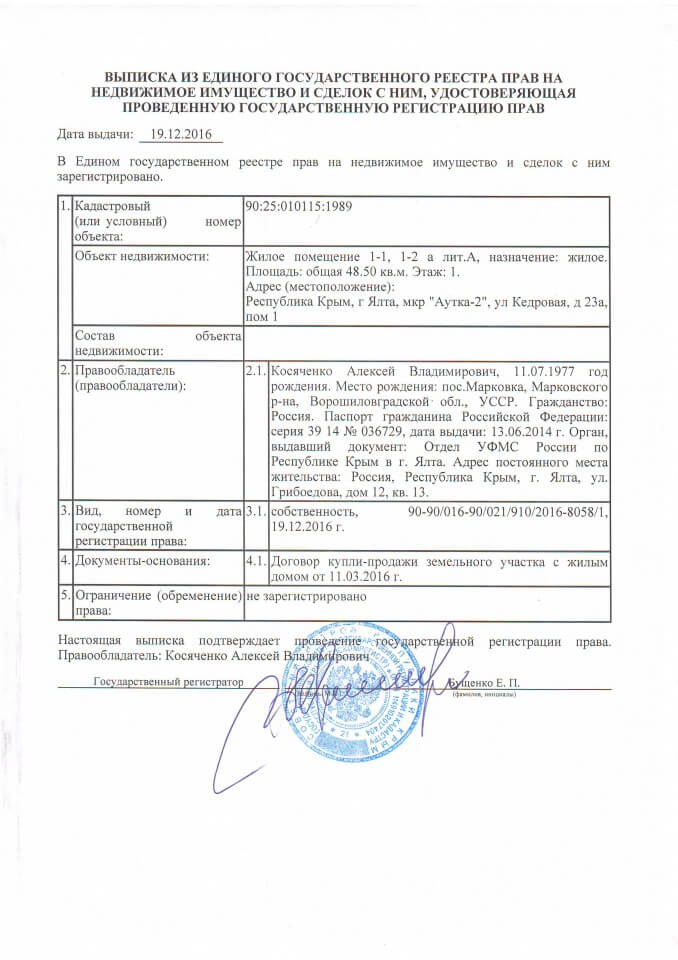 ВЫПИСКА ИЗ ЕДИНОГО ГОСУДАРСТВЕННОГО РЕЕСТРА ПРАВ НА
НЕДВИЖИМОЕ ИМУЩЕСТВО И СДЕЛОК С НИМ, УДОСТОВЕРЯЮЩАЯ
ПРОВЕДЕННУЮ ГОСУДАРСТВЕННУЮ РЕГИСТРАЦИЮ ПРАВ
Дата выдачи: 19.12.2016
В Едином государственном реестре прав на недвижимое имущество и сделок с ним
зарегистрировано.
1. Кадастровый
(или условный) номер
объекта:
90:25:010115:1989
Объект недвижимости:
Жилое помещение 1-1, 1-2 а лит.А, назначение: жилое.
Площадь: общая 48.50 кв.м. Этаж: 1.
Адрес (местоположение):
Республика Крым, г Ялта, мкр "Аутка-2", ул Кедровая, д 23а,
пом 1
Состав объекта
недвижимости:
2. Правообладатель
(правообладатели):
2.1. Косяченко Алексей Владимирович, 11.07.1977 год
рождения. Место рождения: пос.Марковка, Марковского
р-на, Ворошиловградской обл., УССР. Гражданство:
Россия. Паспорт гражданина Российской Федерации:
серия 39 14 № 036729, дата выдачи: 13.06.2014 г. Орган,
выдавший документ: Отдел УФМС России по
Республике Крым в г. Ялта. Адрес постоянного места
жительства: Россия, Республика Крым, г. Ялта, ул.
Грибоедова, дом 12, кв. 13.
3. Вид, номер и дата
государственной
регистрации права:
3.1. собственность, 90-90/016-90/021/910/2016-8058/1,
19.12.2016 г.
4. Документы-основания:
4.1. Договор купли-продажи земельного участка с жилым
домом от 11.03.2016 г.
5. Ограничение (обременение)
права:
не зарегистрировано
Настоящая выписка подтверждает проведение государственной регистрации права.
Правообладатель: Косяченко Алексей Владимирович
Государственный регистратор
Бущенко Е. П.
(фамилия, инициалы)